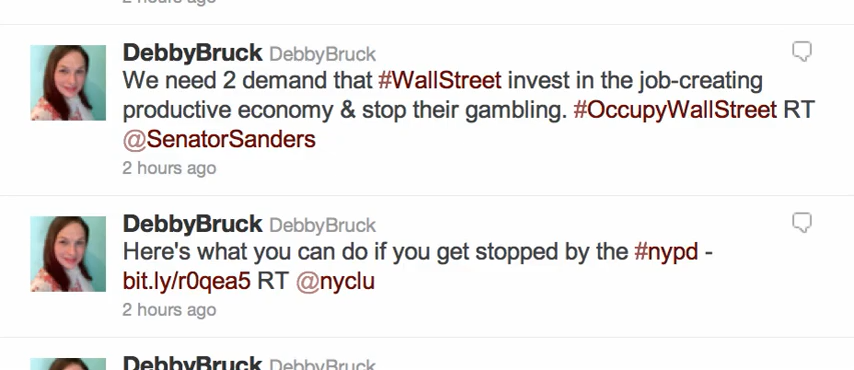 2 hours ago
DebbyBruck DebbyBruck
We need 2 demand that #WallStreet invest in the job-creating
productive economy & stop their gambling. #OccupyWallStreet RT
@SenatorSanders
2 hours ago
DebbyBruck DebbyBruck
Here's what you can do if you get stopped by the #nypd -
bit.ly/r0qea5 RT @nyclu
2 hours ago
DebbyBruck DebbyBruck